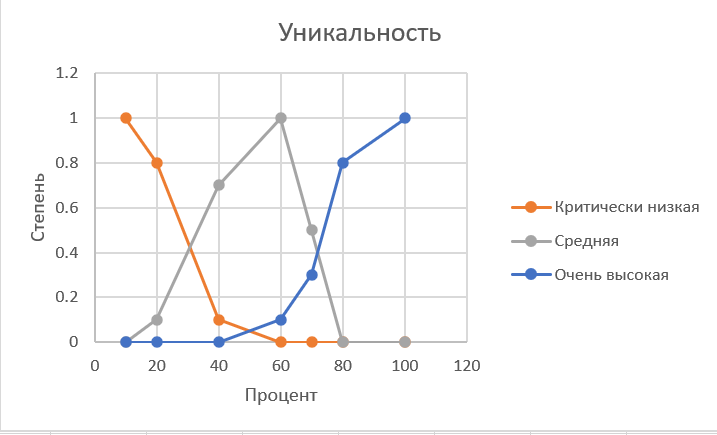 Уникальность
1.2
1
0.8
0.6
0.4
0.2
0
Степень
0 20 40 60 80 100 120
Процент
Критически низкая
Средняя
Очень высокая